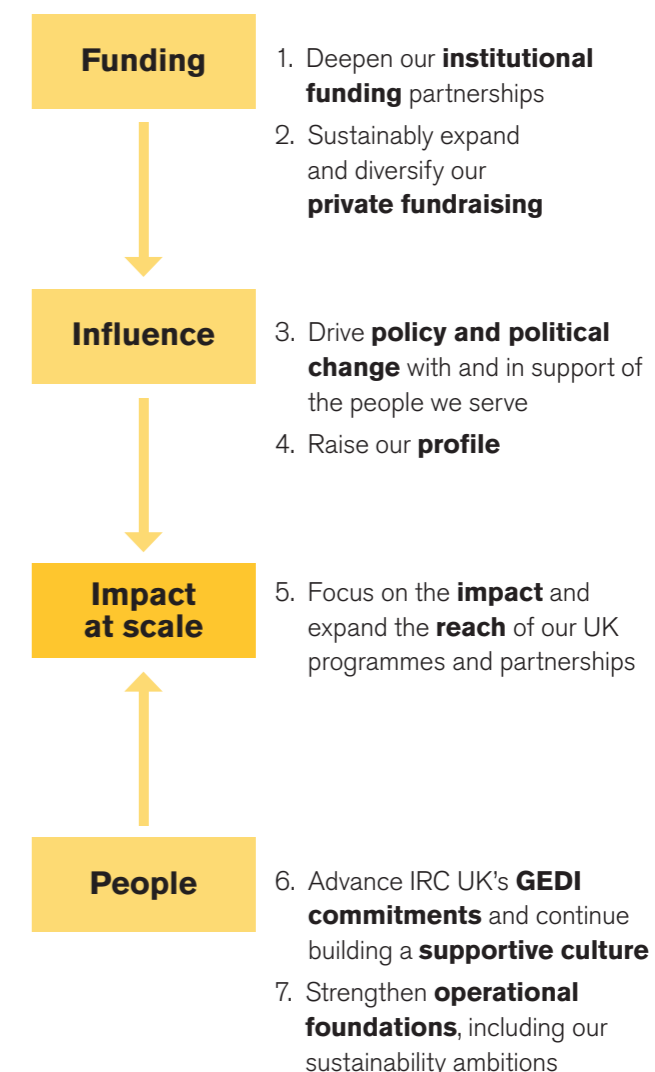 Funding
1. Deepen our institutional
funding partnerships
2. Sustainably expand
and diversify our
private fundraising
Influence
3. Drive policy and political
change with and in support of
the people we serve
4. Raise our profile
Impact
at scale
5. Focus on the impact and
expand the reach of our UK
programmes and partnerships
People
6. Advance IRC UK's GEDI
commitments and continue
building a supportive culture
7. Strengthen operational
foundations, including our
sustainability ambitions